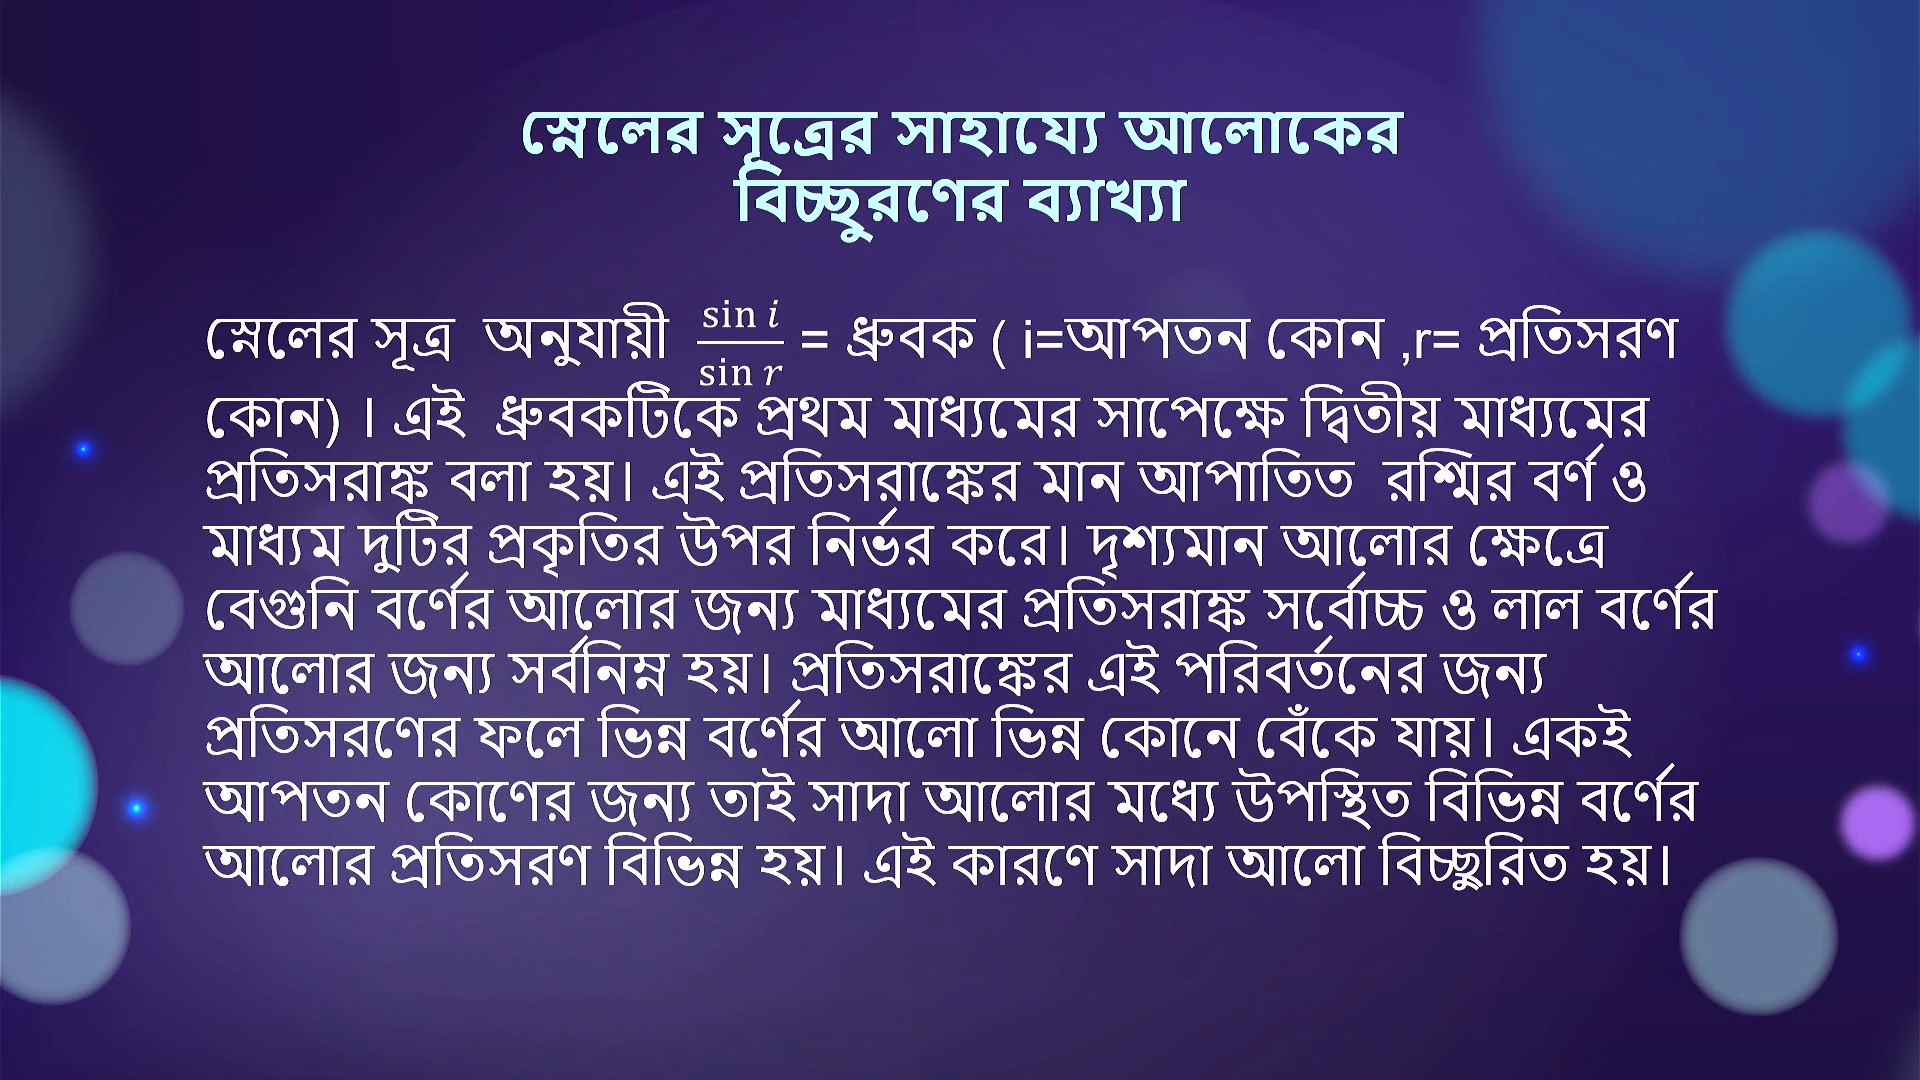 স্নেলের সূত্রের সাহায্যে আলোকের
বিচ্ছুরণের ব্যাখ্যা
স্নেলের সূত্র অনুযায়ী sin i / sin r = ধ্রুবক ( i=আপতন কোন ,r= প্রতিসরণ
কোন) । এই ধ্রুবকটিকে প্রথম মাধ্যমের সাপেক্ষে দ্বিতীয় মাধ্যমের
প্রতিসরাঙ্ক বলা হয়। এই প্রতিসরাঙ্কের মান আপাতিত রশ্মির বর্ণ ও
মাধ্যম দুটির প্রকৃতির উপর নির্ভর করে। দৃশ্যমান আলোর ক্ষেত্রে
বেগুনি বর্ণের আলোর জন্য মাধ্যমের প্রতিসরাঙ্ক সর্বোচ্চ ও লাল বর্ণের
আলোর জন্য সর্বনিম্ন হয়। প্রতিসরাঙ্কের এই পরিবর্তনের জন্য
প্রতিসরণের ফলে ভিন্ন বর্ণের আলো ভিন্ন কোনে বেঁকে যায়। একই
আপতন কোণের জন্য তাই সাদা আলোর মধ্যে উপস্থিত বিভিন্ন বর্ণের
আলোর প্রতিসরণ বিভিন্ন হয়। এই কারণে সাদা আলো বিচ্ছুরিত হয়।